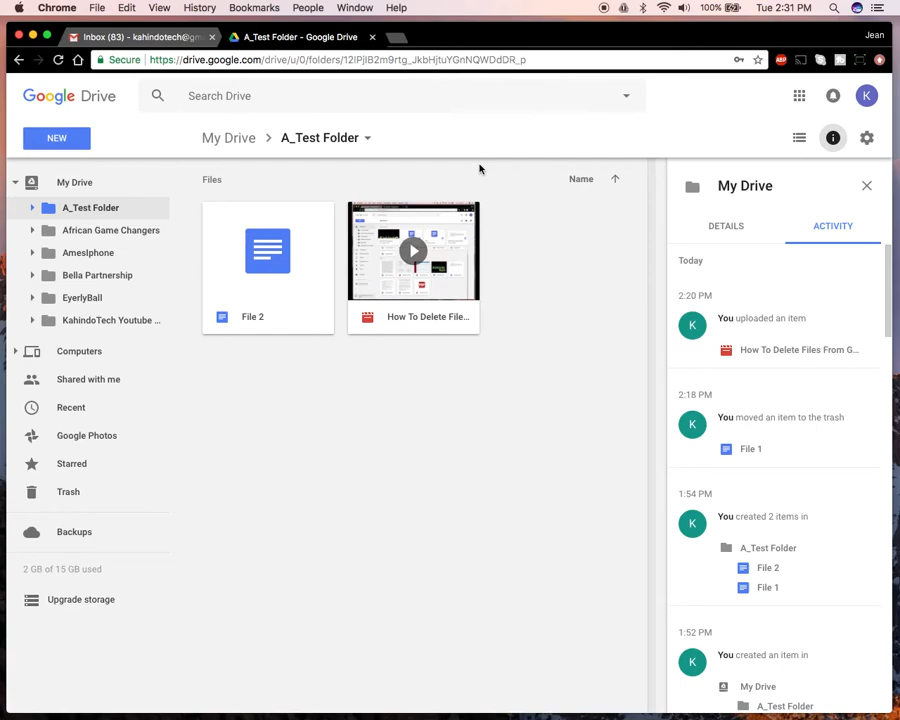 Chrome File Edit View History Bookmarks People Window Help 100% Tue 2:31 PM
Inbox (83) - kahindotech@gm
A_Test Folder - Google Drive
Jean
Secure https://drive.google.com/drive/u/0/folders/12lPjlB2m9rtg_JkbHjtuYGnNQWDdDR_p
Google Drive
Search Drive
K
NEW
My Drive > A_Test Folder
My Drive
A_Test Folder
African Game Changers
AmesIphone
Bella Partnership
EyerlyBall
KahindoTech Youtube ...
Computers
Shared with me
Recent
Google Photos
Starred
Trash
Backups
2 GB of 15 GB used
Upgrade storage
Files
Name
File 2
How To Delete File...
My Drive
DETAILS
ACTIVITY
Today
2:20 PM
K
You uploaded an item
How To Delete Files From G...
2:18 PM
K
You moved an item to the trash
File 1
1:54 PM
K
You created 2 items in
A_Test Folder
File 2
File 1
1:52 PM
K
You created an item in
My Drive
A_Test Folder